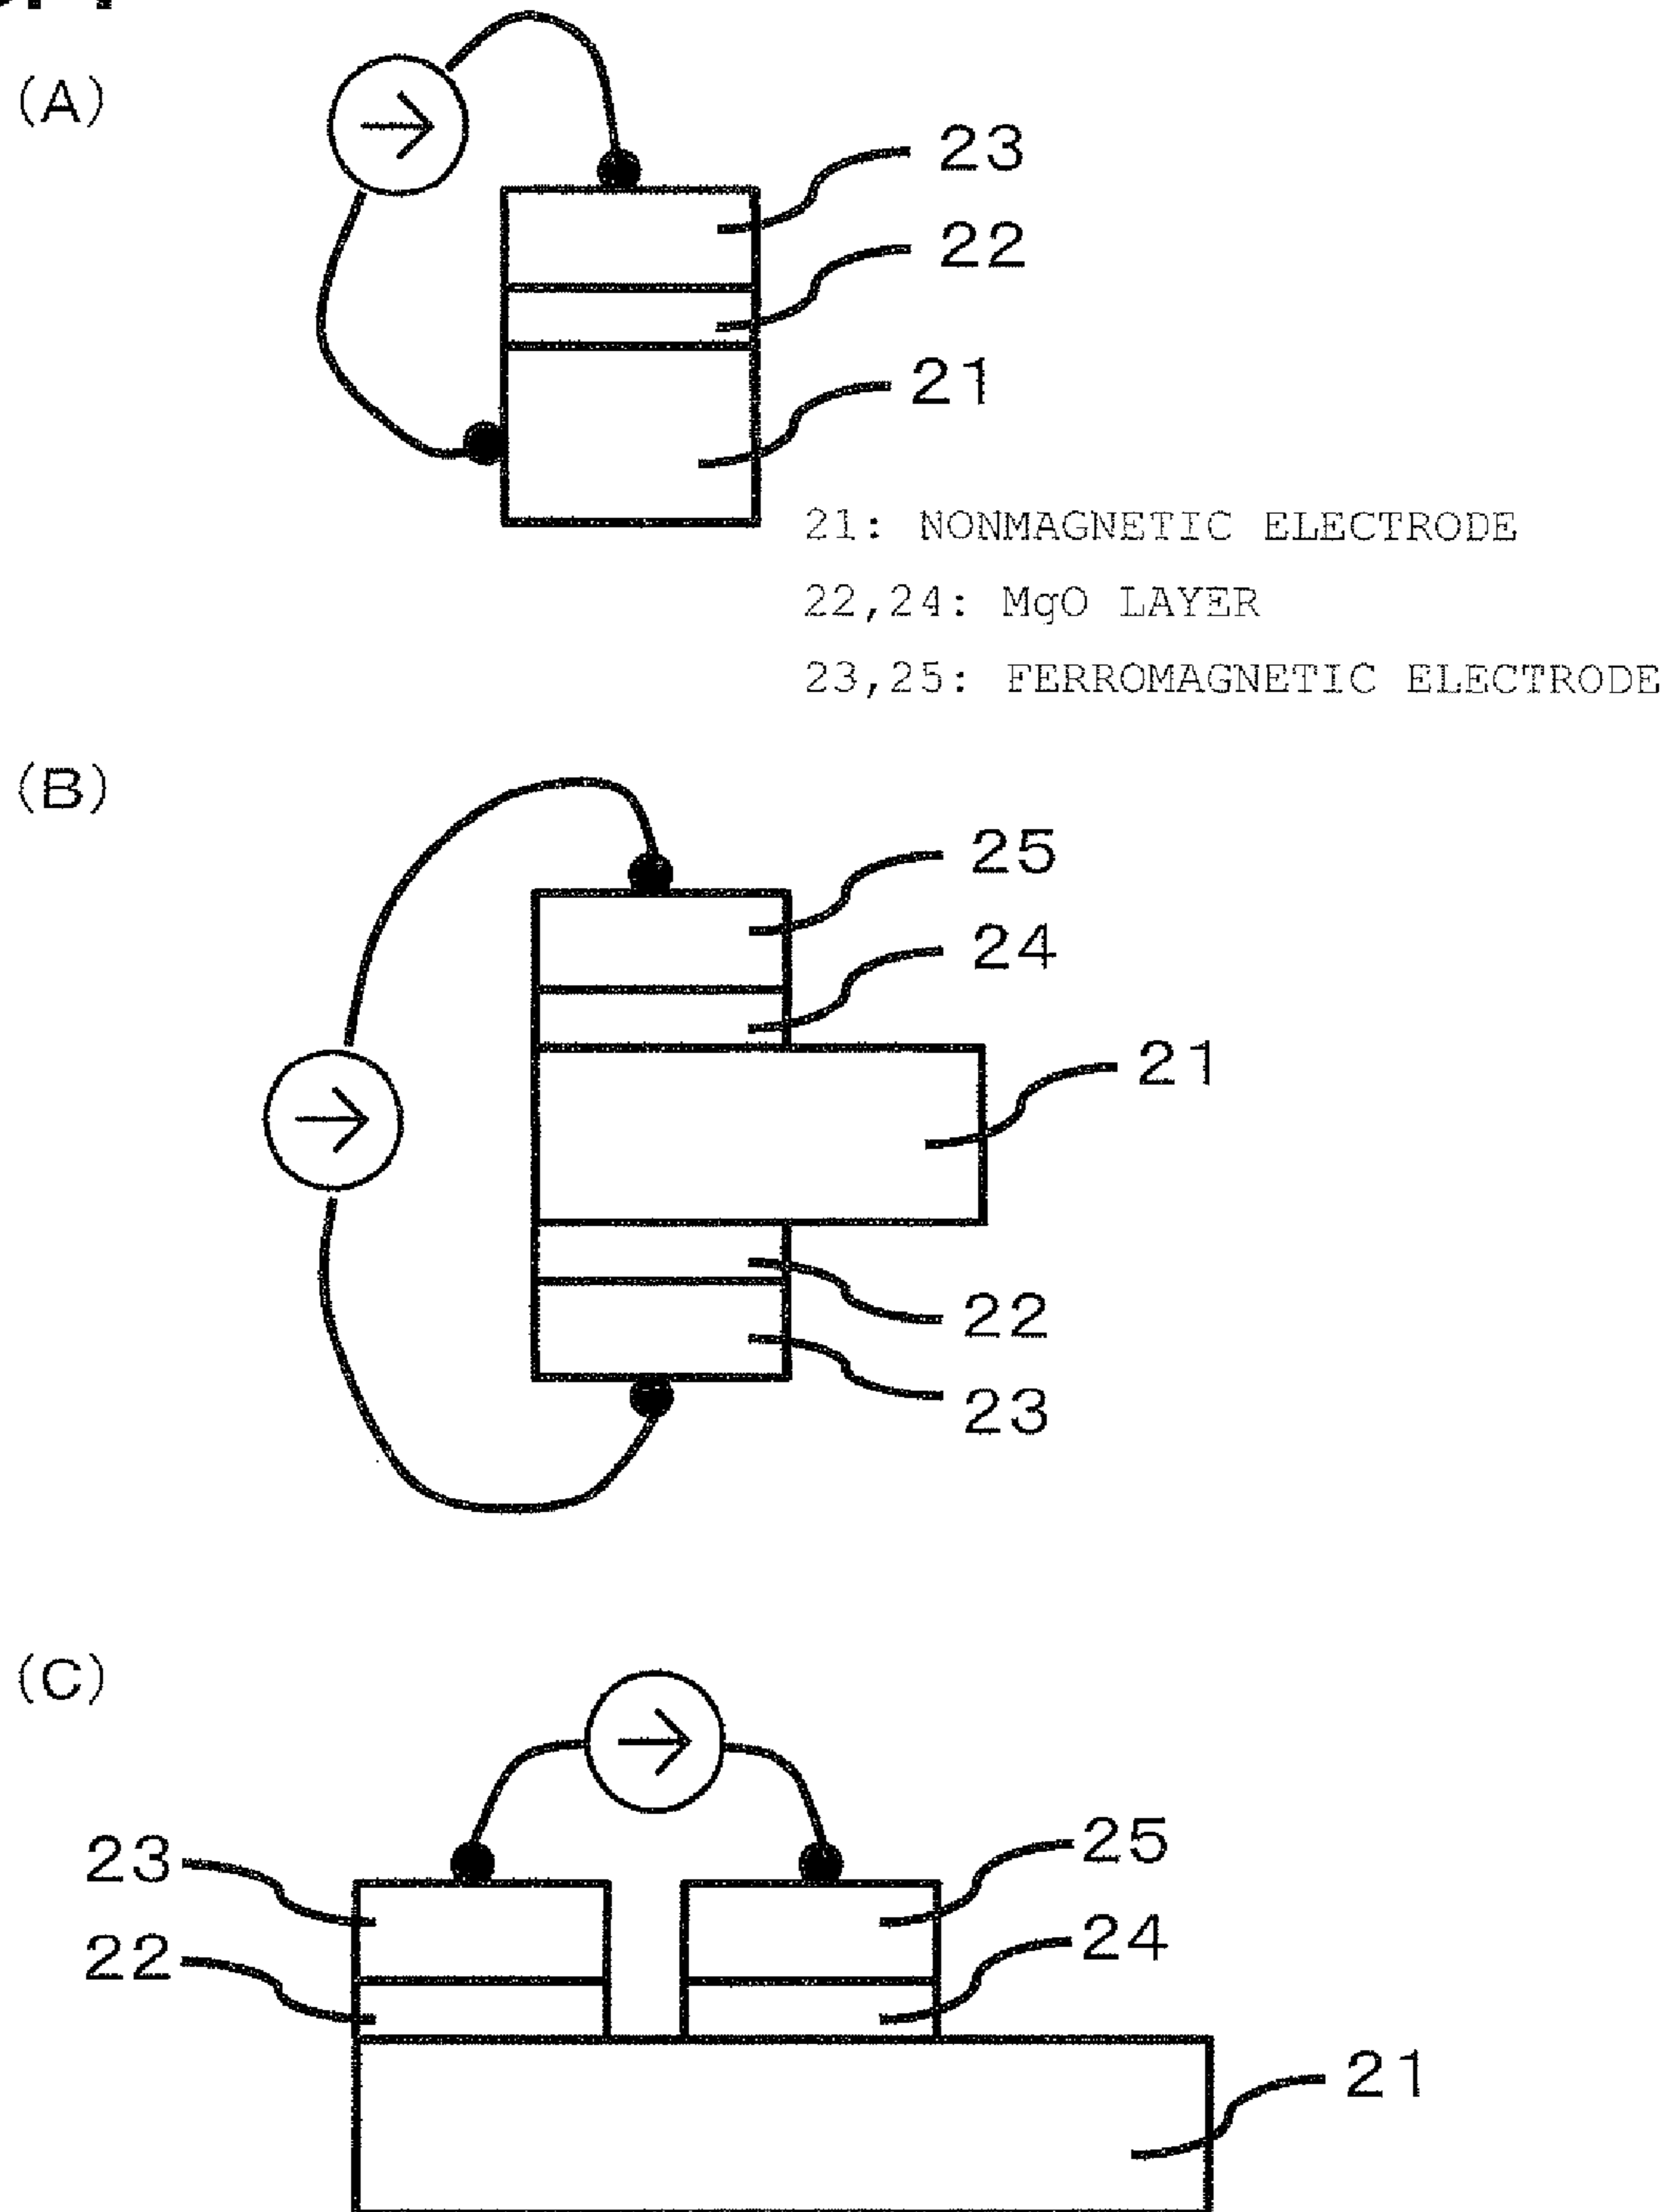 (A)
23
22
21
21: NONMAGNETIC ELECTRODE
22,24: MgO LAYER
23,25: FERROMAGNETIC ELECTRODE
(B)
25
24
21
22
23
(C)
23
25
22
24
21